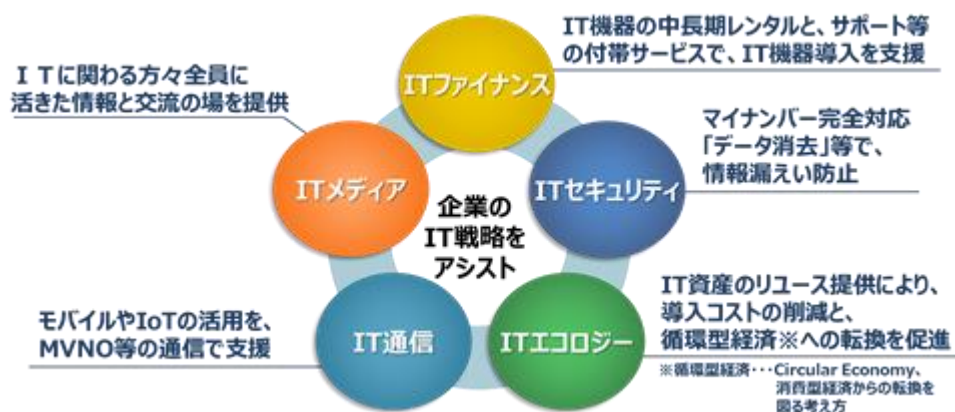 IT機器の中長期レンタルと、サポート等
の付帯サービスで、IT機器導入を支援
ITファイナンス
ＩＴに関わる方々全員に
活きた情報と交流の場を提供
マイナンバー完全対応
「データ消去」等で、
情報漏えい防止
ITメディア
ITセキュリティ
企業の
IT戦略を
アシスト
IT資産のリユース提供により、
導入コストの削減と、
循環型経済※への転換を促進
※循環型経済・・・Circular Economy、
消費型経済からの転換を
図る考え方
モバイルやIoTの活用を、
MVNO等の通信で支援
IT通信
ITエコロジー